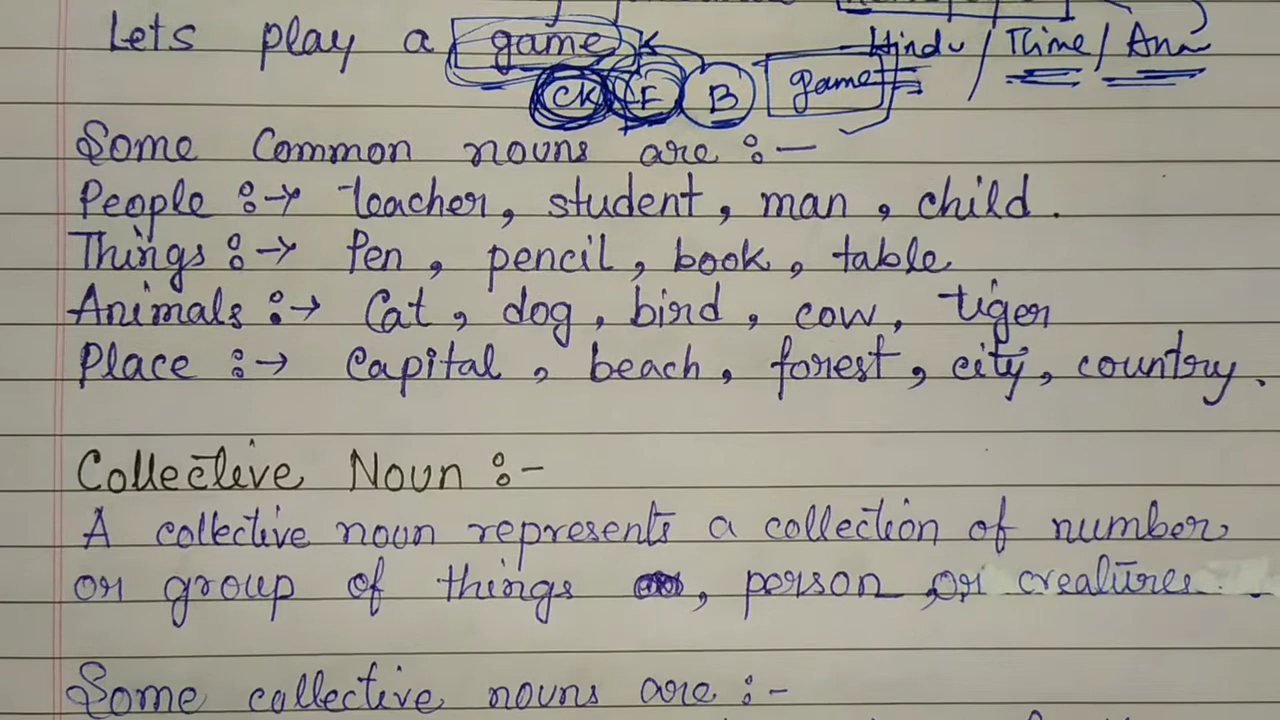 Lets play a game
Hindu / Time /
CK F B game
Some Common nouns are :-
People :→ teacher, student, man, child.
Things :→ Pen, pencil, book, table
Animals :→ Cat, dog, bird, cow, tiger
Place :→ Capital, beach, forest, city, country.
Collective Noun :-
A collective noun represents a collection of number
or group of things , person or creatures.
Some collective nouns are :-